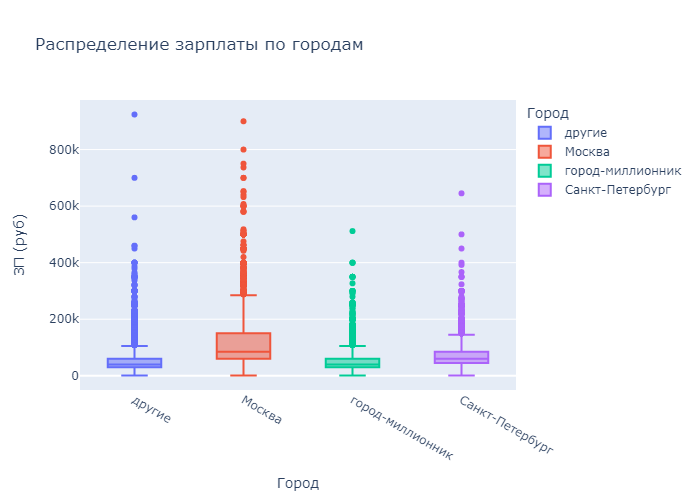 Распределение зарплаты по городам
Город
другие
Москва
город-миллионник
Санкт-Петербург
ЗП (руб)
800k
600k
400k
200k
0
другие
Москва
город-миллионник
Санкт-Петербург
Город